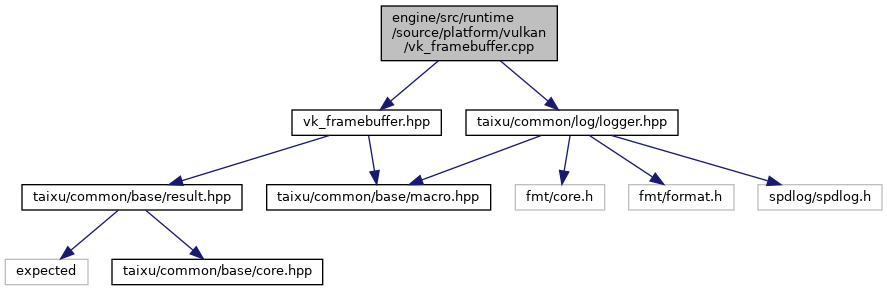 engine/src/runtime
/source/platform/vulkan
/vk_framebuffer.cpp
vk_framebuffer.hpp
taixu/common/log/logger.hpp
taixu/common/base/result.hpp
taixu/common/base/macro.hpp
fmt/core.h
fmt/format.h
spdlog/spdlog.h
expected
taixu/common/base/core.hpp